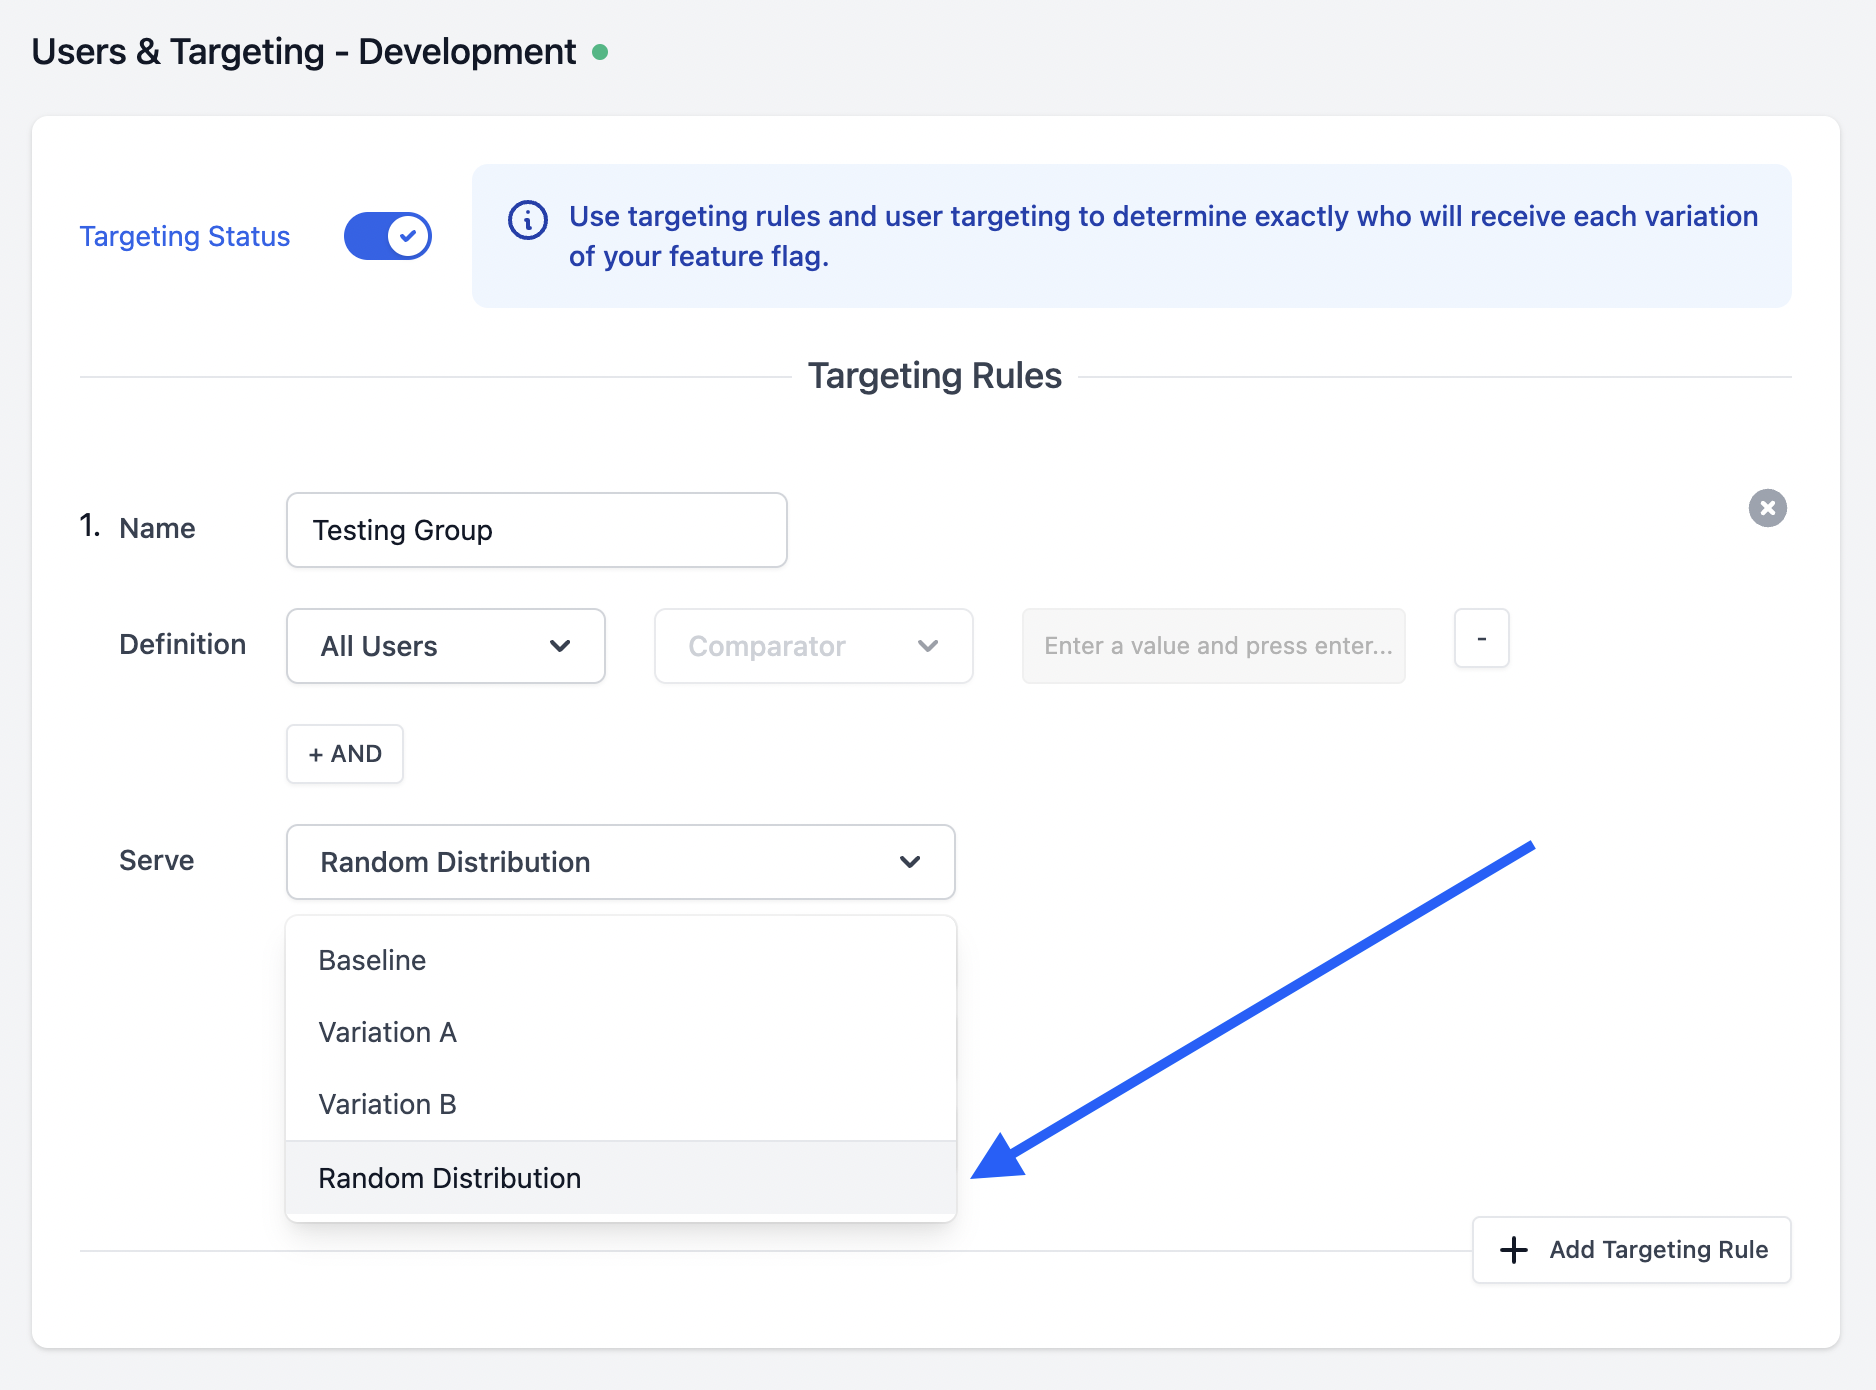 Users & Targeting - Development
Targeting Status
Use targeting rules and user targeting to determine exactly who will receive each variation
of your feature flag.
Targeting Rules
1. Name Testing Group
Definition All Users Comparator Enter a value and press enter... -
+ AND
Serve Random Distribution
Baseline
Variation A
Variation B
Random Distribution
+ Add Targeting Rule